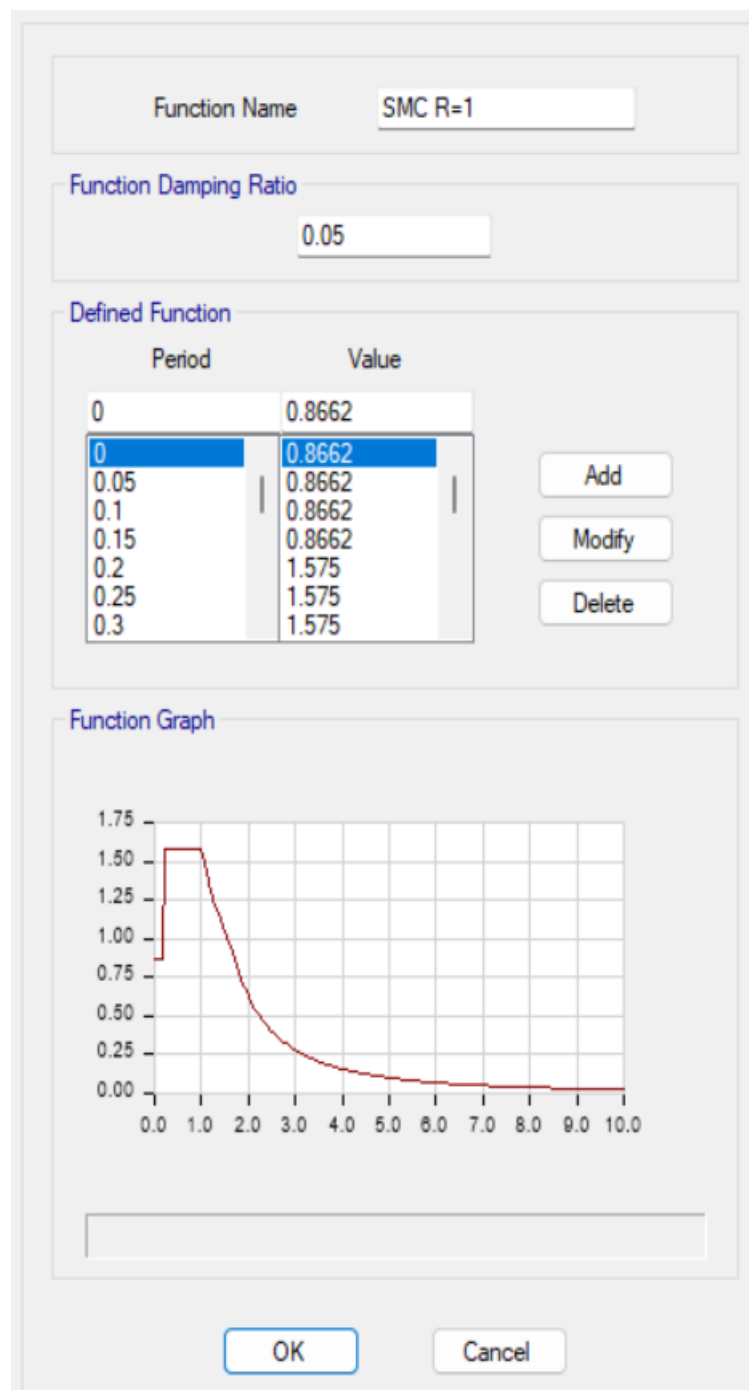 Function Name SMC R=1
Function Damping Ratio
0.05
Defined Function
Period Value
0 0.8662
0 0.8662
0.05 0.8662
0.1 0.8662
0.15 0.8662
0.2 1.575
0.25 1.575
0.3 1.575
Add
Modify
Delete
Function Graph
1.75
1.50
1.25
1.00
0.75
0.50
0.25
0.00
0.0 1.0 2.0 3.0 4.0 5.0 6.0 7.0 8.0 9.0 10.0
OK Cancel